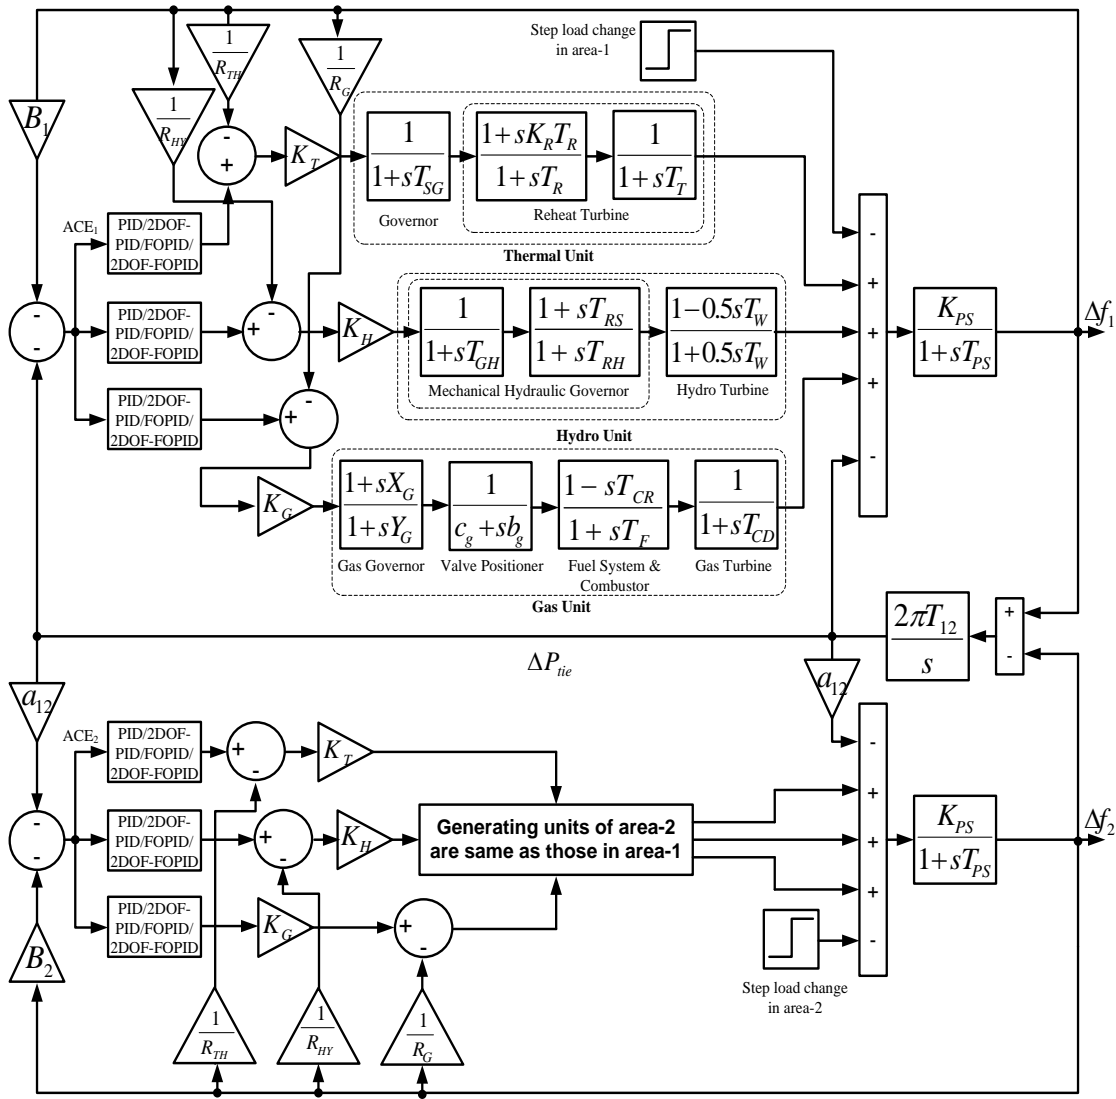 Step load change
in area-1
1
R_TH
1
R_HY
1
R_G
B_1
-
+
K_T
1
1+sT_SG
Governor
1+sK_RT_R
1+sT_R
1
1+sT_T
Reheat Turbine
Thermal Unit
ACE_1
PID/2DOF-
PID/FOPID/
2DOF-FOPID
-
-
PID/2DOF-
PID/FOPID/
2DOF-FOPID
+
-
K_H
1
1+sT_GH
1+sT_RS
1+sT_RH
Mechanical Hydraulic Governor
1-0.5sT_W
1+0.5sT_W
Hydro Turbine
Hydro Unit
PID/2DOF-
PID/FOPID/
2DOF-FOPID
+
-
K_G
1+sX_G
1+sY_G
Gas Governor
1
c_g+sb_g
Valve Positioner
1-sT_CR
1+sT_F
Fuel System &
Combustor
1
1+sT_CD
Gas Turbine
Gas Unit
-
+
+
+
-
K_PS
1+sT_PS
Δf_1
2πT_12
s
+
-
ΔP_tie
a_12
a_12
ACE_2
PID/2DOF-
PID/FOPID/
2DOF-FOPID
+
-
K_T
-
-
PID/2DOF-
PID/FOPID/
2DOF-FOPID
+
-
K_H
Generating units of area-2
are same as those in area-1
PID/2DOF-
PID/FOPID/
2DOF-FOPID
K_G
+
-
-
+
+
+
-
K_PS
1+sT_PS
Δf_2
B_2
Step load change
in area-2
1
R_TH
1
R_HY
1
R_G